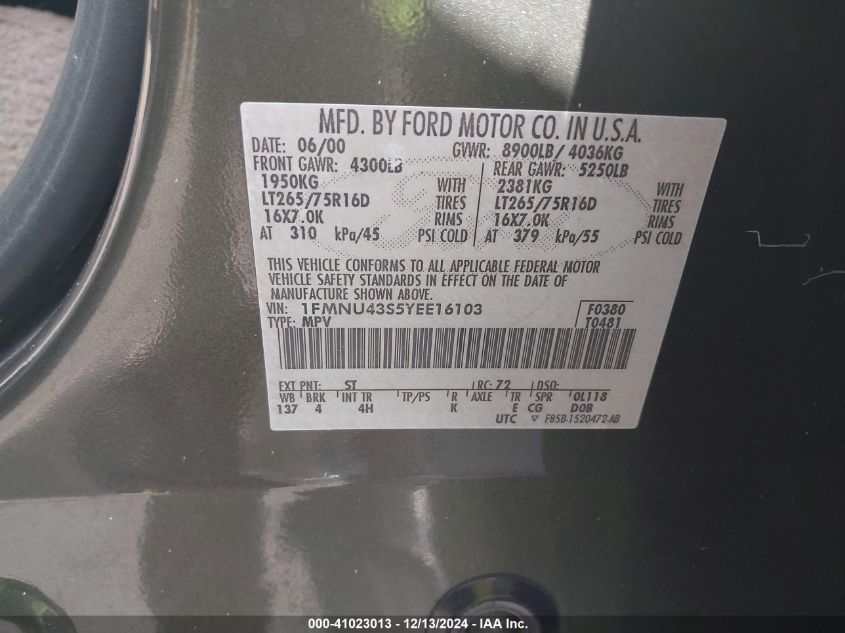 MFD. BY FORD MOTOR CO. IN U.S.A.
DATE: 06/00 GVWR: 8900LB/ 4036KG
FRONT GAWR: 4300LB REAR GAWR: 5250LB
1950KG WITH 2381KG WITH
LT265/75R16D TIRES LT265/75R16D TIRES
16X7.0K RIMS 16X7.0K RIMS
AT 310 kPa/45 PSI COLD AT 379 kPa/55 PSI COLD
THIS VEHICLE CONFORMS TO ALL APPLICABLE FEDERAL MOTOR
VEHICLE SAFETY STANDARDS IN EFFECT ON THE DATE OF
MANUFACTURE SHOWN ABOVE.
VIN: 1FMNU43S5YEE16103 F0380
TYPE: MPV T0481
EXT PNT: ST RC: 72 DSO:
WB BRK INT TR TP/PS R AXLE TR SPR OL118
137 4 4H K E CG DOB
UTC F85B-1520472-AB
000-41023013 - 12/13/2024 - IAA Inc.